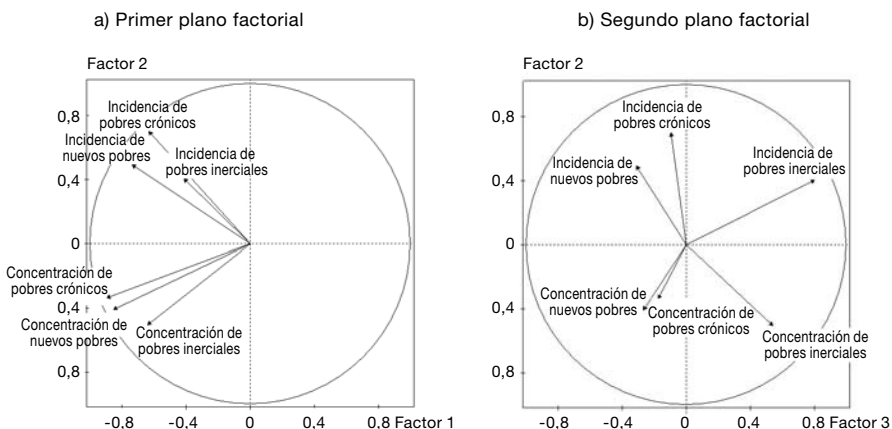 a) Primer plano factorial
Factor 2
0,8
0,4
0
0,4
0,8
Incidencia de
pobres crónicos
Incidencia de
nuevos pobres
Incidencia de
pobres inerciales
Concentración de
pobres crónicos
Concentración de
nuevos pobres
Concentración de
pobres inerciales
-0,8 -0,4 0 0,4 0,8 Factor 1
b) Segundo plano factorial
Factor 2
0,8
0,4
0
0,4
0,8
Incidencia de
pobres crónicos
Incidencia de
nuevos pobres
Incidencia de
pobres inerciales
Concentración de
nuevos pobres
Concentración de
pobres crónicos
Concentración de
pobres inerciales
-0,8 -0,4 0 0,4 0,8 Factor 3